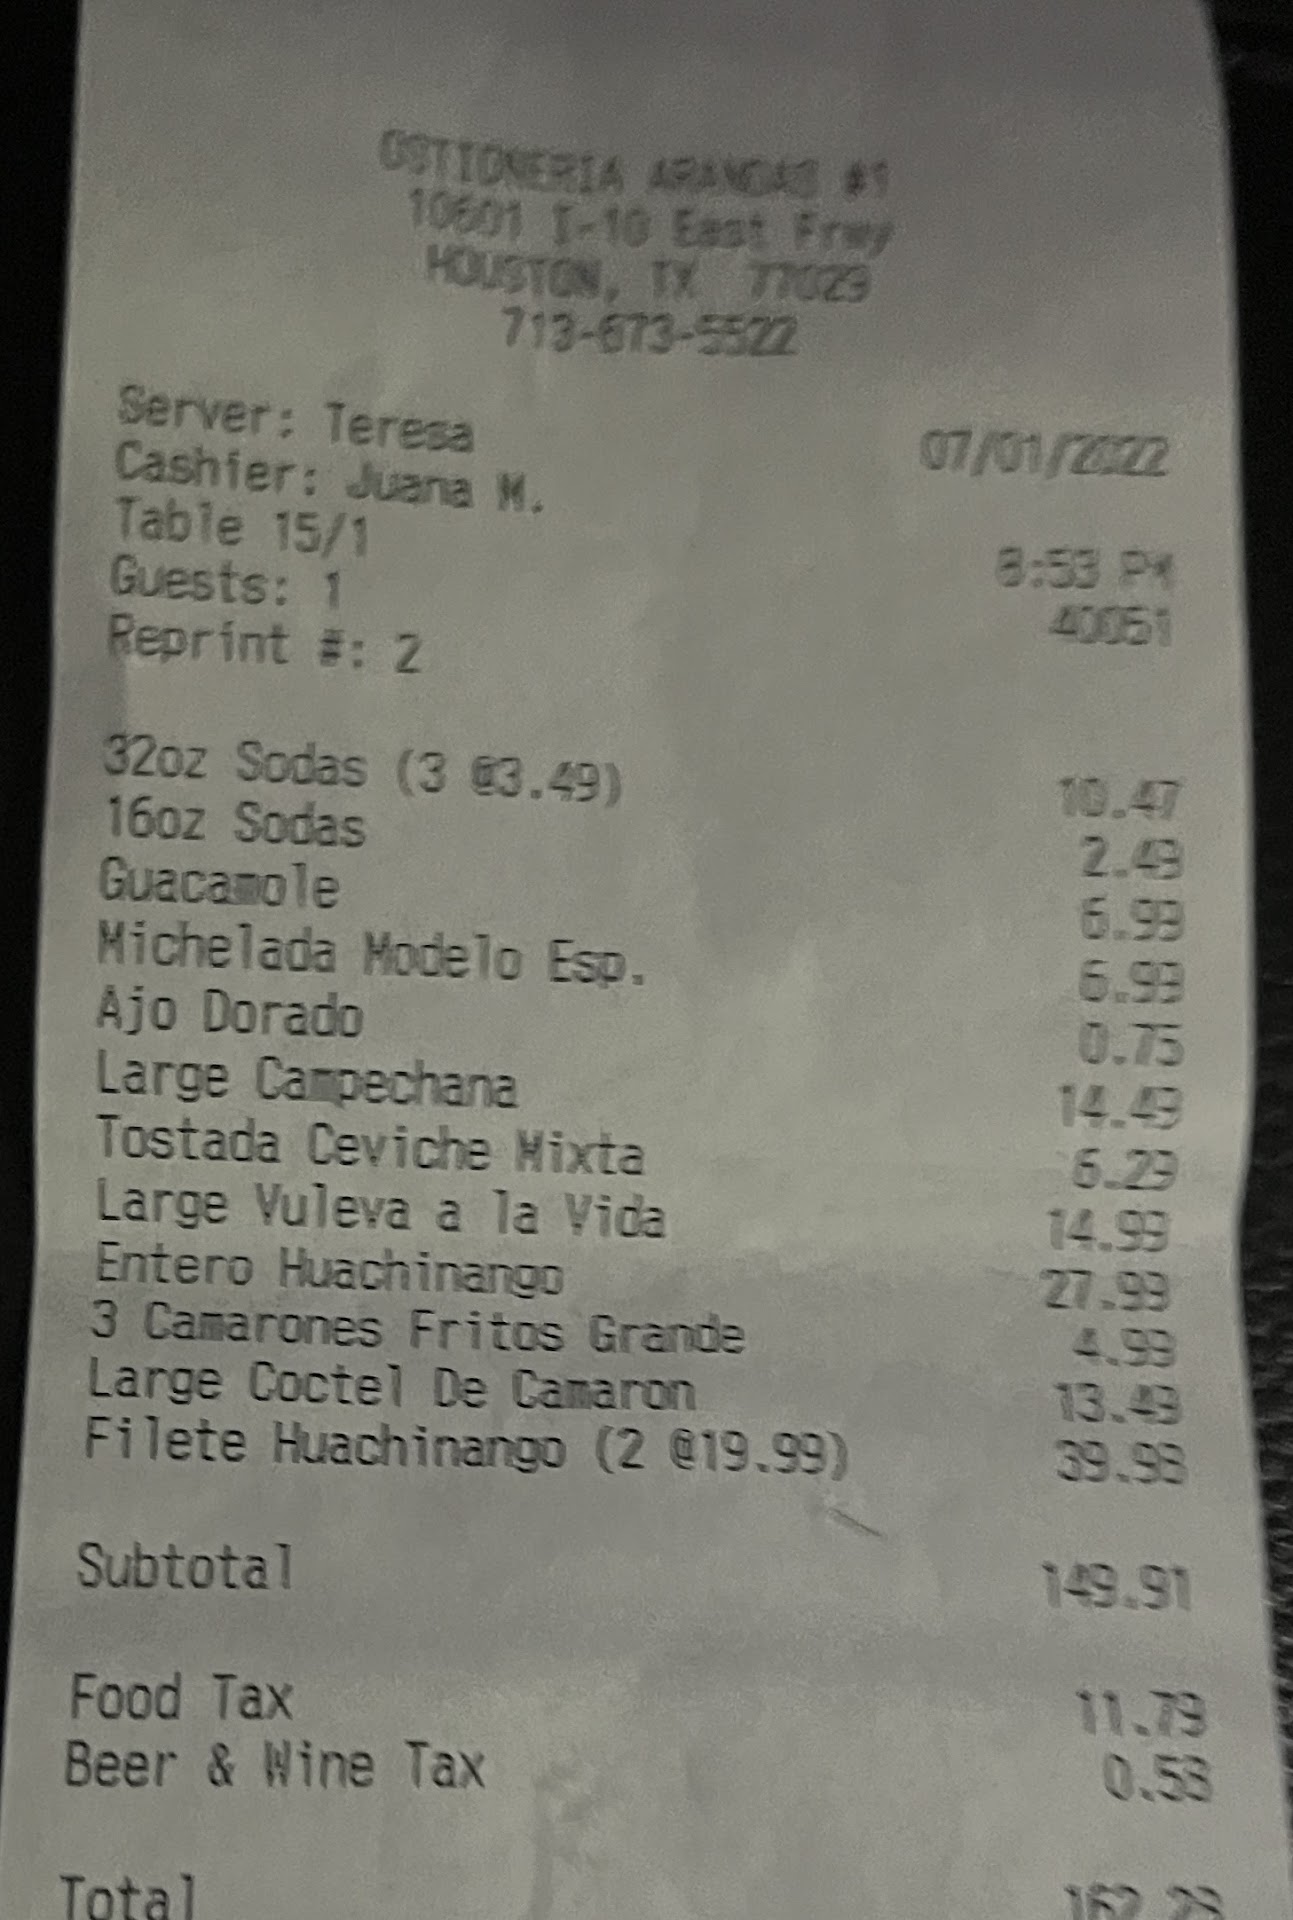 OSTIONERIA ARANDAS #1
10601 I-10 East Frwy
HOUSTON, TX 77029
713-673-5522
Server: Teresa 07/01/2022
Cashier: Juana M.
Table 15/1 8:53 PM
Guests: 1 40051
Reprint #: 2
32oz Sodas (3 @3.49) 10.47
16oz Sodas 2.49
Guacamole 6.99
Michelada Modelo Esp. 6.99
Ajo Dorado 0.75
Large Campechana 14.49
Tostada Ceviche Mixta 6.29
Large Vuleva a la Vida 14.99
Entero Huachinango 27.99
3 Camarones Fritos Grande 4.99
Large Coctel De Camaron 13.49
Filete Huachinango (2 @19.99) 39.98
Subtotal 149.91
Food Tax 11.79
Beer & Wine Tax 0.58
Total 162.28